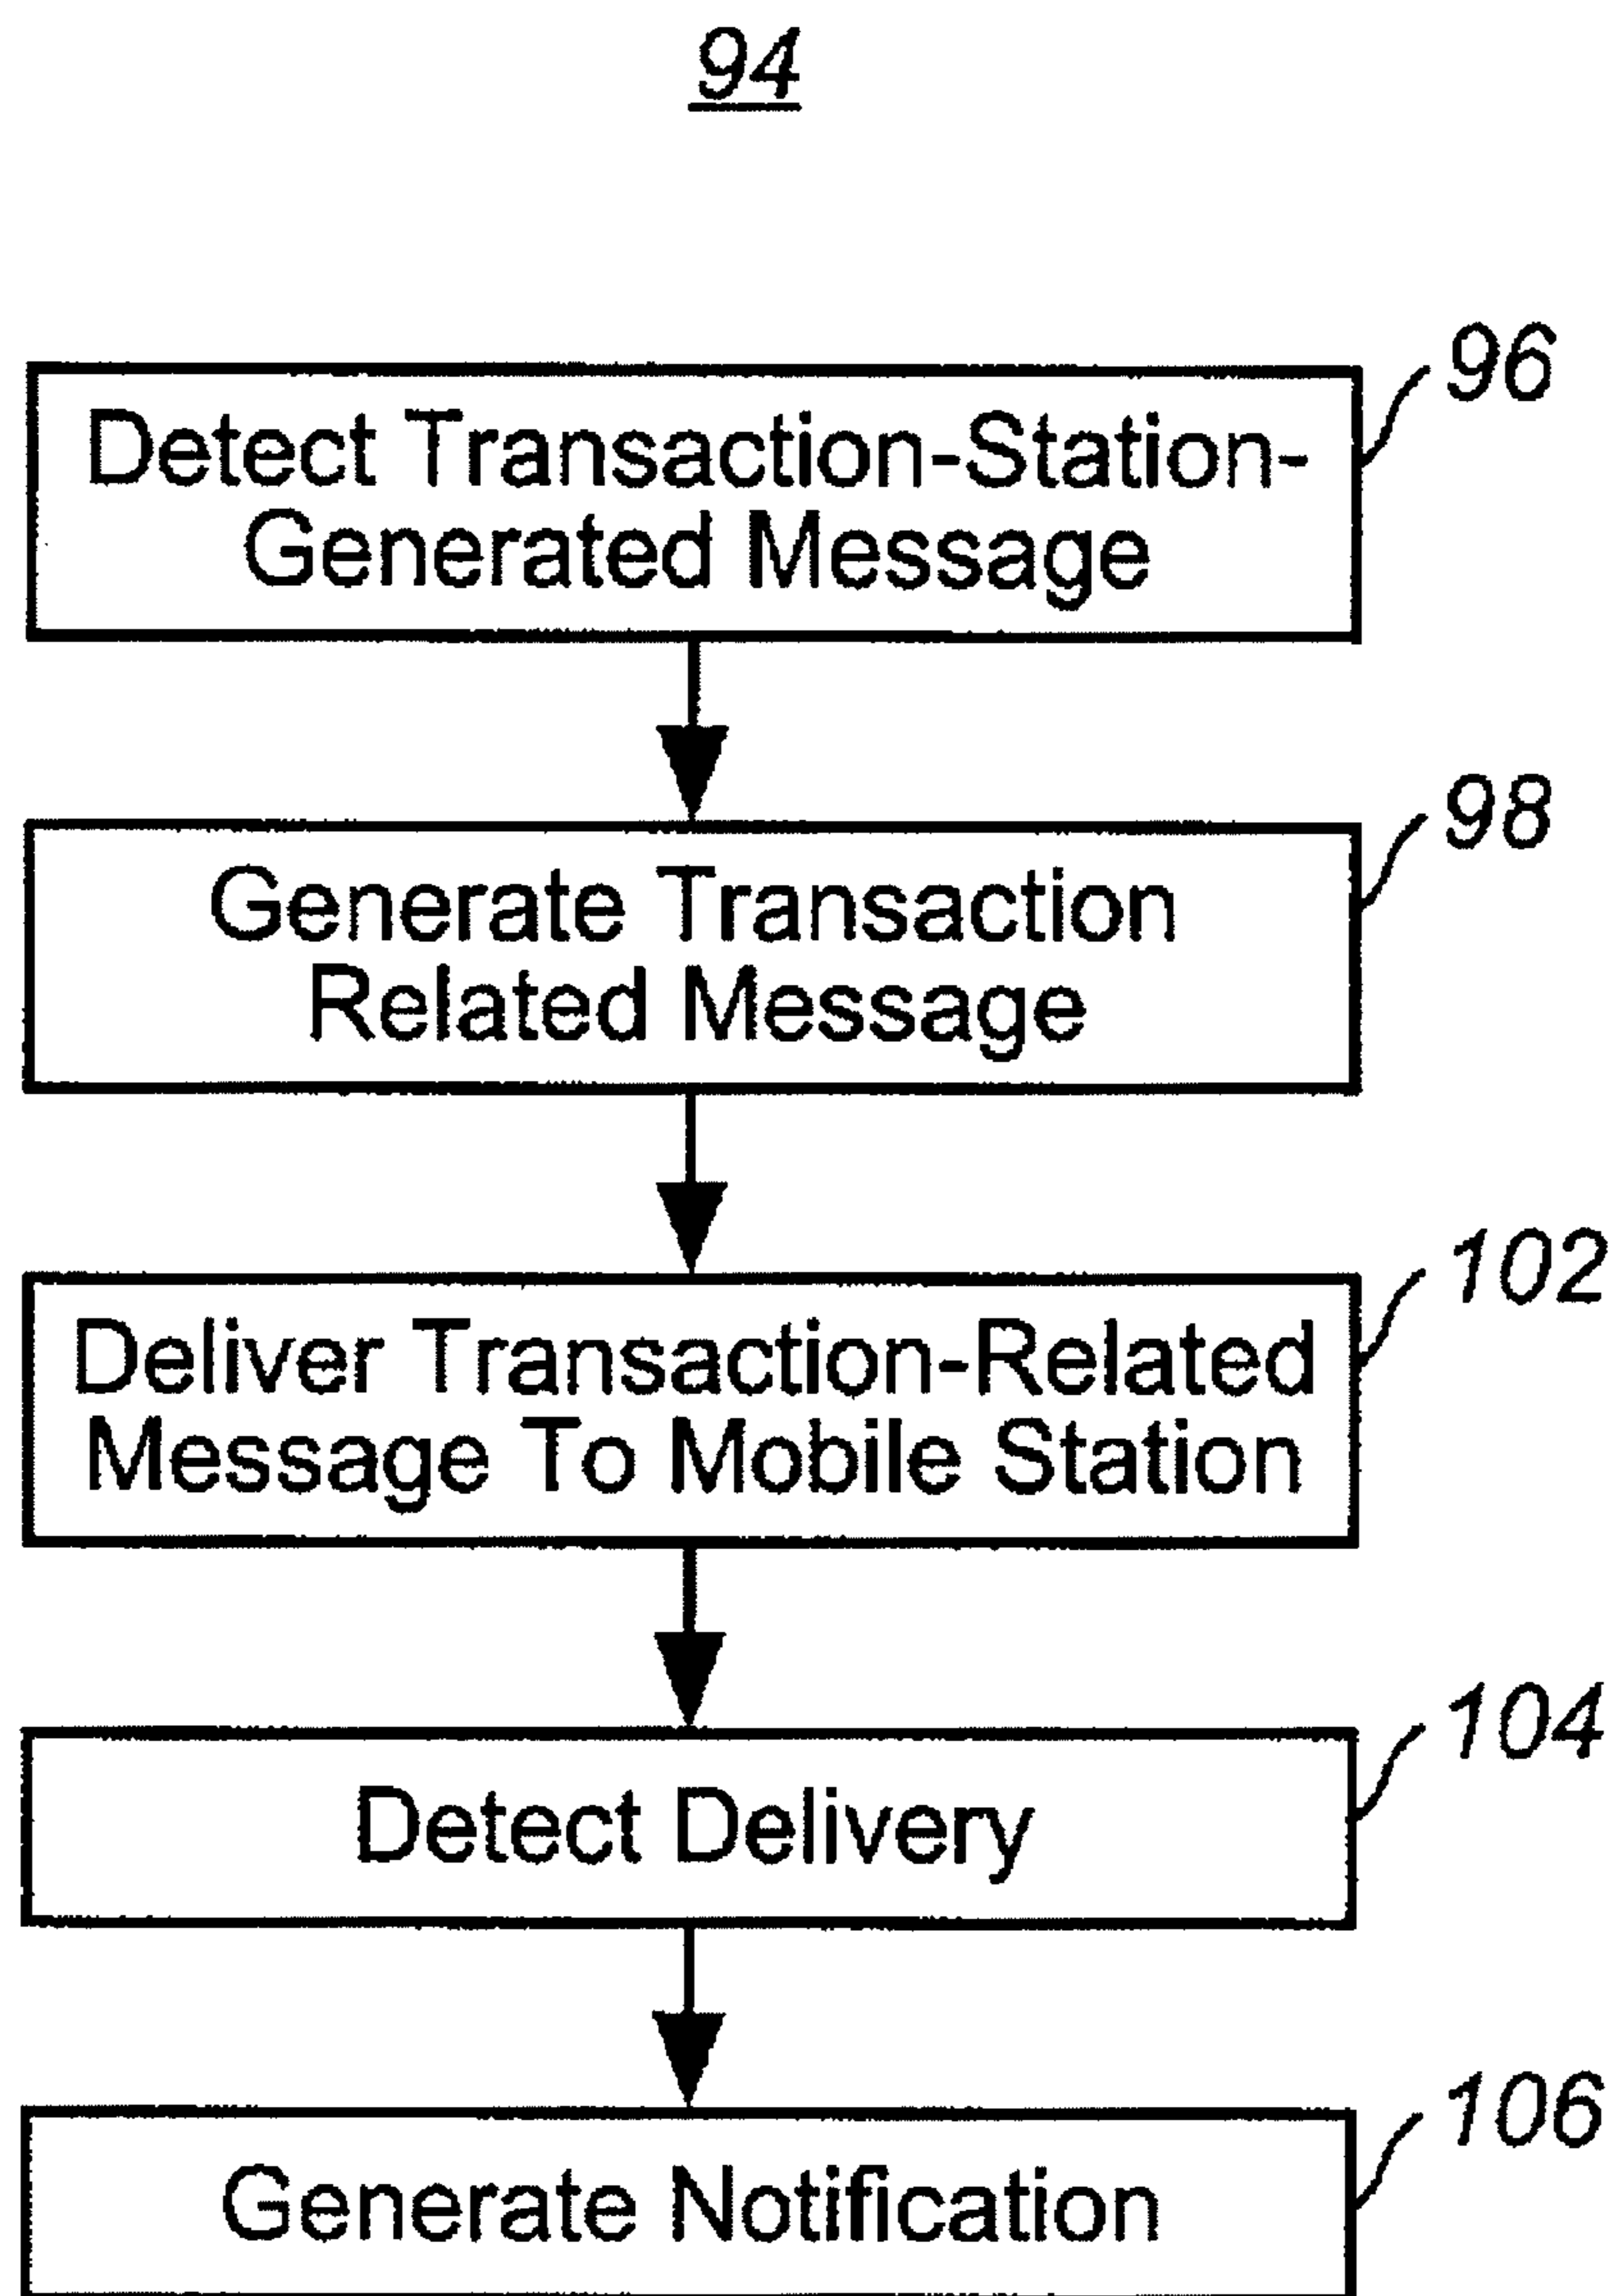 94
96
Detect Transaction-Station-
Generated Message
98
Generate Transaction
Related Message
102
Deliver Transaction-Related
Message To Mobile Station
104
Detect Delivery
106
Generate Notification